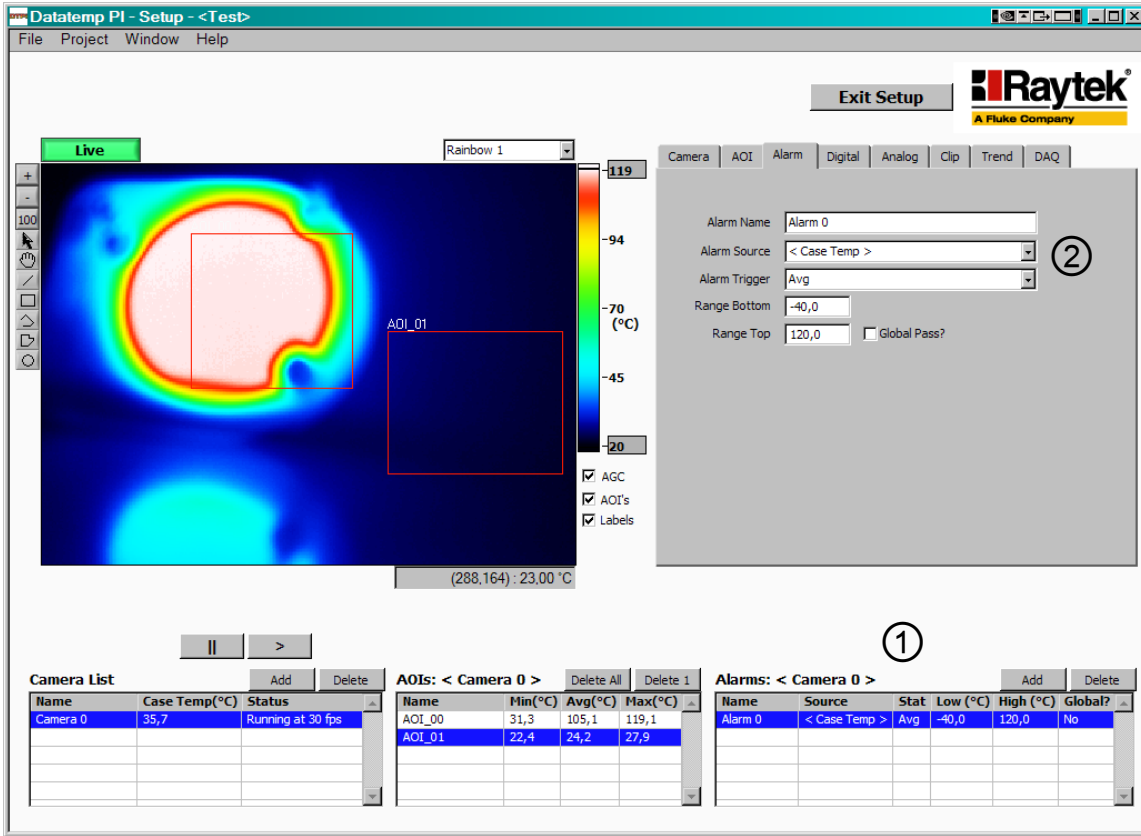 Datatemp PI - Setup - <Test>
File Project Window Help
Exit Setup
Raytek®
A Fluke Company
Live
Rainbow 1
Camera AOI Alarm Digital Analog Clip Trend DAQ
+
-
100
119
94
70
(°C)
45
20
AOI_01
AGC
AOI's
Labels
(288,164) : 23,00 °C
Alarm Name Alarm 0
Alarm Source < Case Temp >
Alarm Trigger Avg
Range Bottom -40,0
Range Top 120,0 Global Pass?
2
1
|| >
Camera List Add Delete
Name Case Temp(°C) Status
Camera 0 35,7 Running at 30 fps
AOIs: < Camera 0 > Delete All Delete 1
Name Min(°C) Avg(°C) Max(°C)
AOI_00 31,3 105,1 119,1
AOI_01 22,4 24,2 27,9
Alarms: < Camera 0 > Add Delete
Name Source Stat Low (°C) High (°C) Global?
Alarm 0 < Case Temp > Avg -40,0 120,0 No